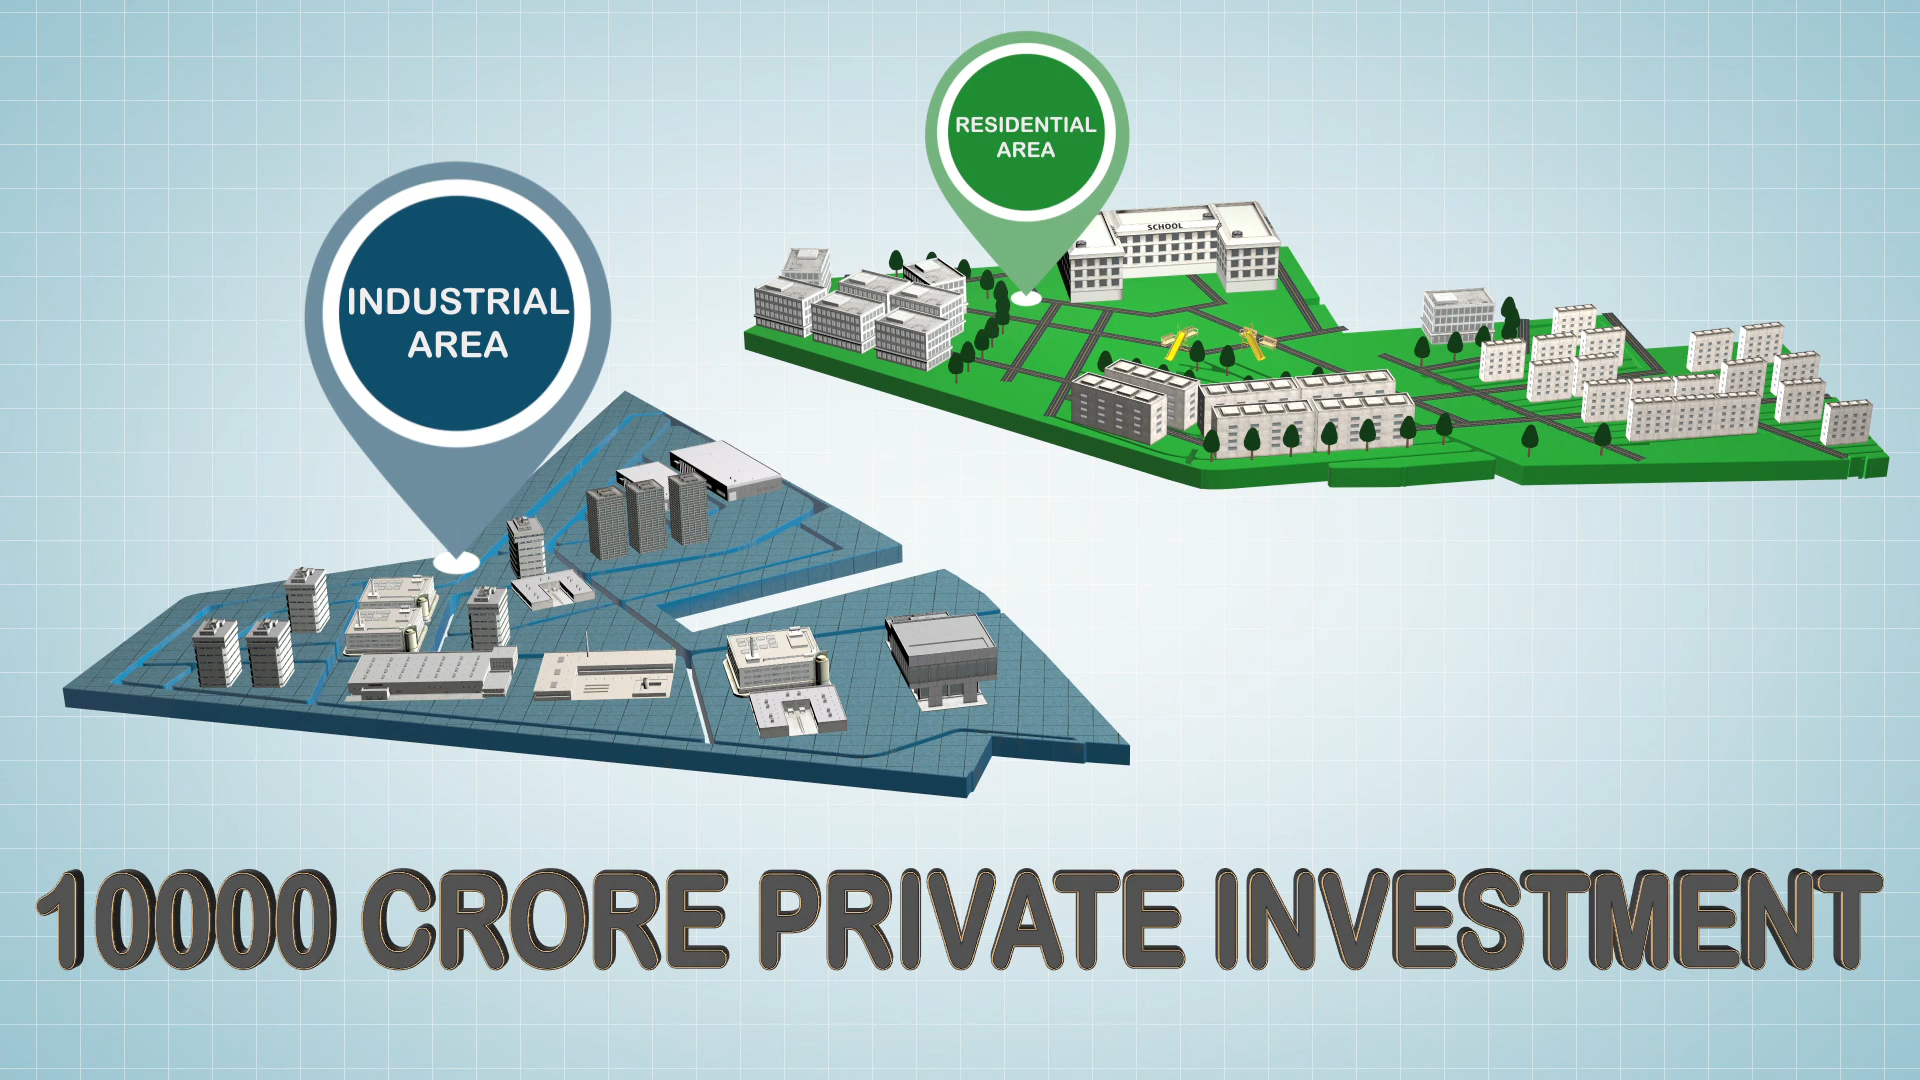 RESIDENTIAL
AREA
SCHOOL
INDUSTRIAL
AREA
10000 CRORE PRIVATE INVESTMENT